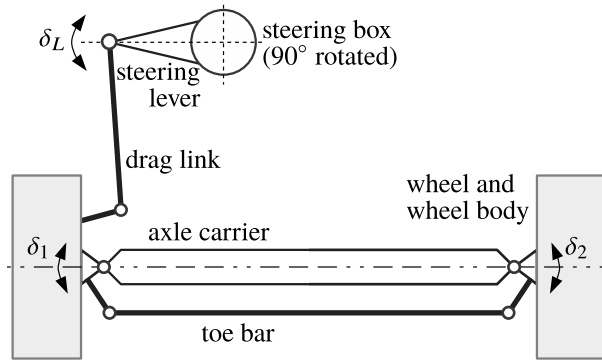 δL
steering box
(90° rotated)
steering
lever
drag link
wheel and
wheel body
axle carrier
δ1
δ2
toe bar